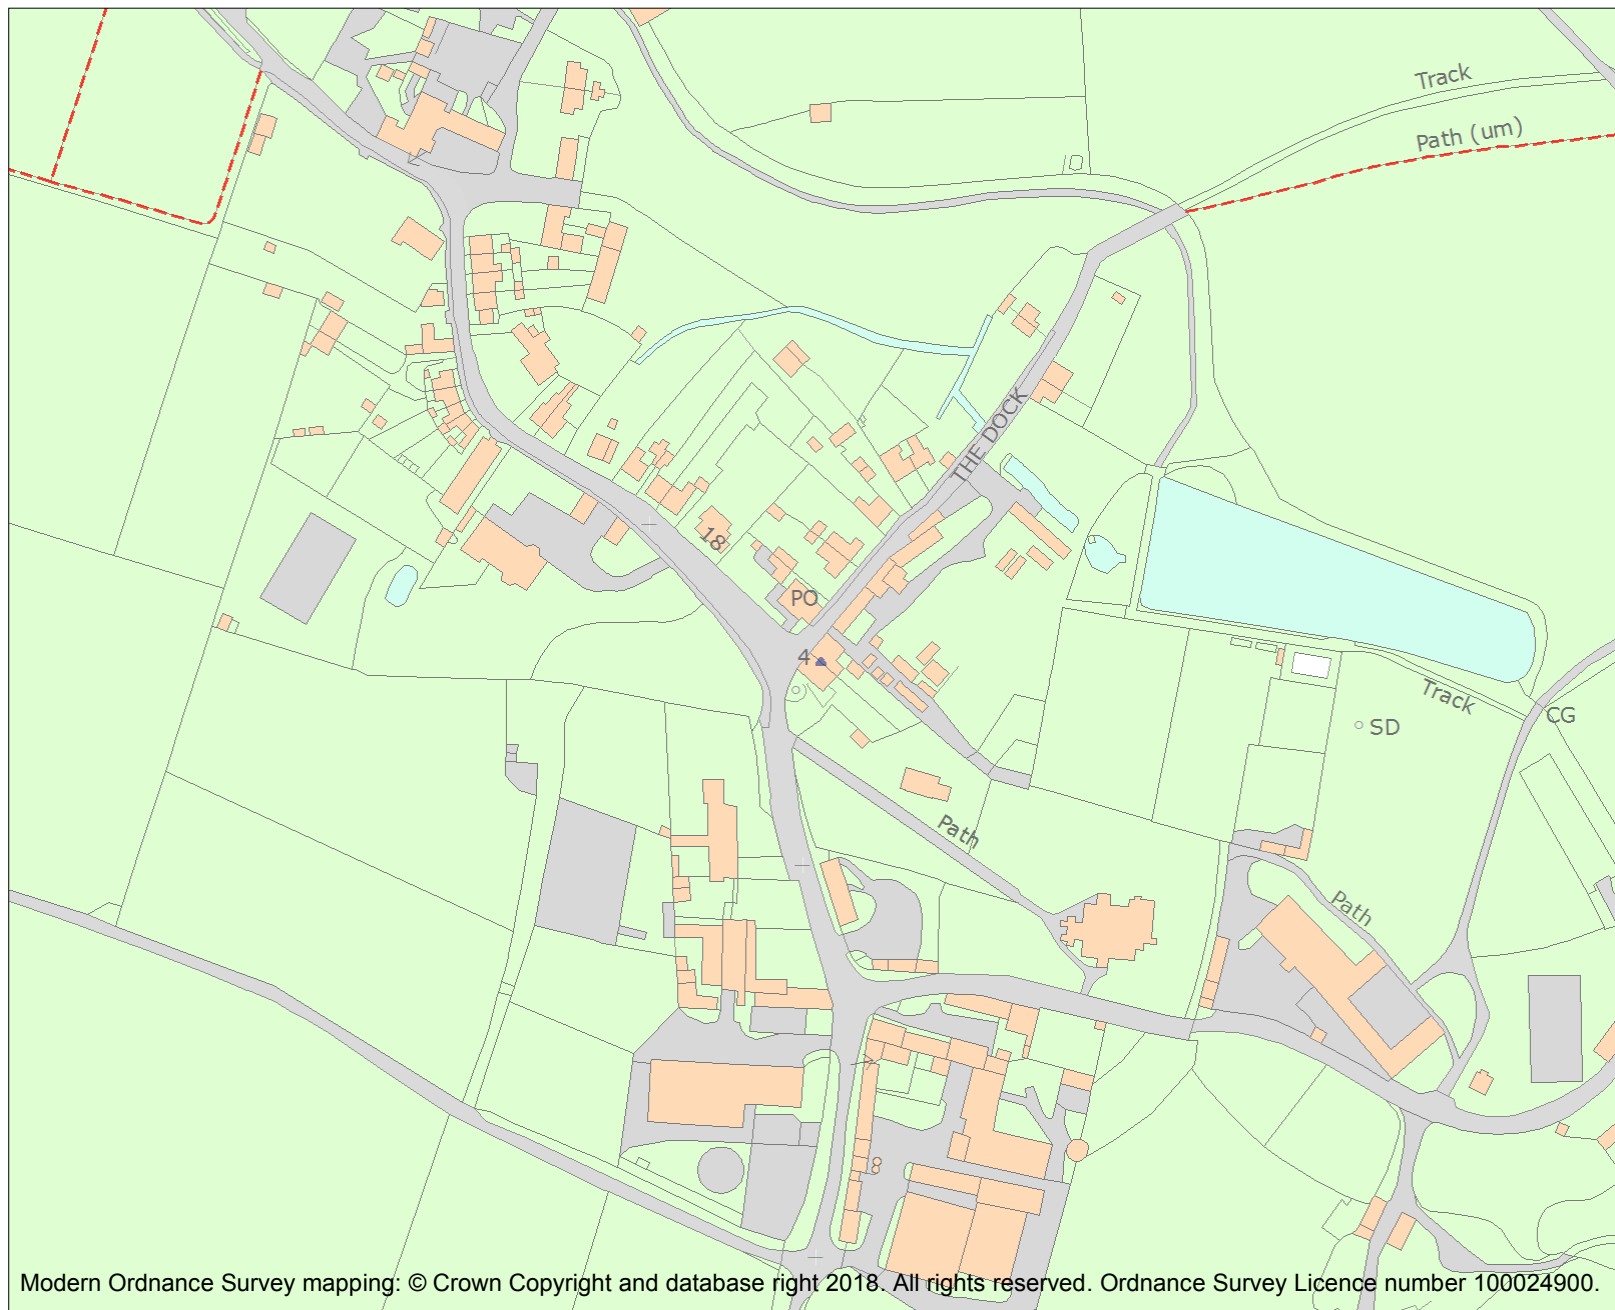 Track
Path (um)
THE DOCK
18
PO
4
Track
CG
SD
Path
Path
Modern Ordnance Survey mapping: © Crown Copyright and database right 2018. All rights reserved. Ordnance Survey Licence number 100024900.